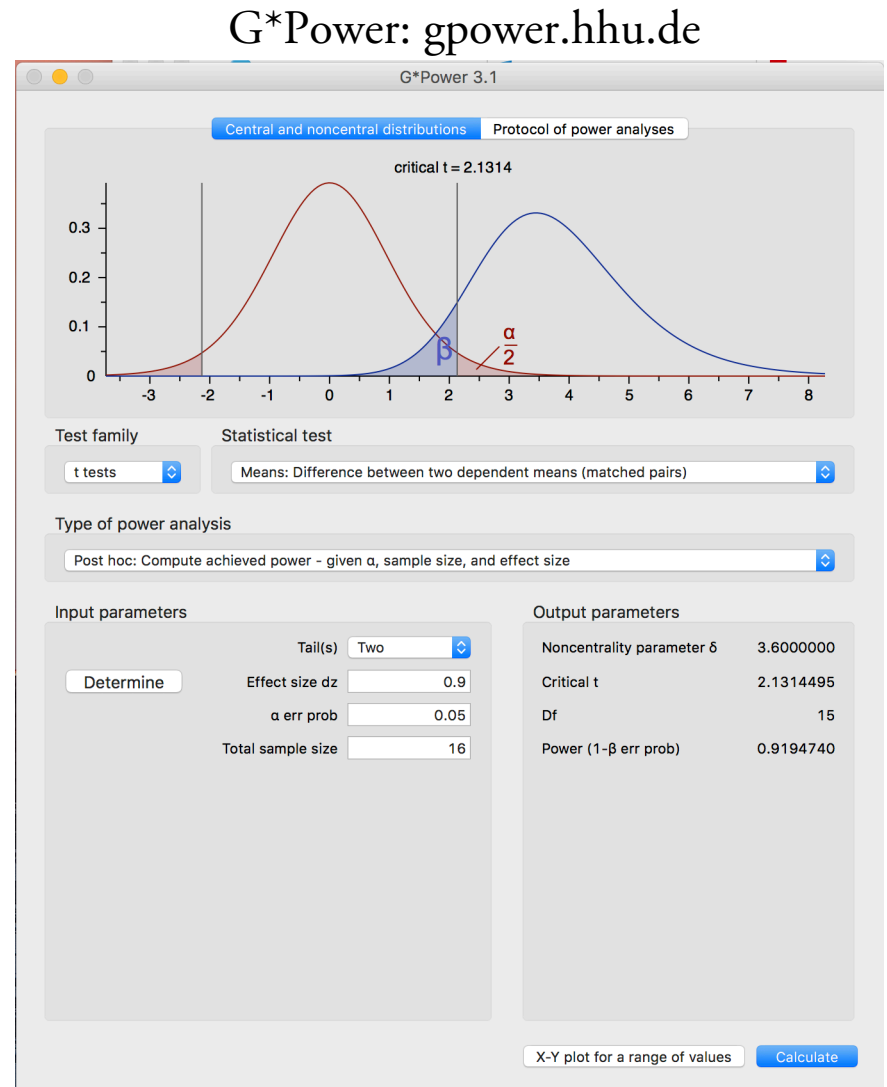 G*Power: gpower.hhu.de
G*Power 3.1
Central and noncentral distributions Protocol of power analyses
critical t = 2.1314
0.3
0.2
0.1
0
β
α
2
-3 -2 -1 0 1 2 3 4 5 6 7 8
Test family Statistical test
t tests Means: Difference between two dependent means (matched pairs)
Type of power analysis
Post hoc: Compute achieved power - given α, sample size, and effect size
Input parameters Output parameters
Tail(s) Two Noncentrality parameter δ 3.6000000
Determine Effect size dz 0.9 Critical t 2.1314495
α err prob 0.05 Df 15
Total sample size 16 Power (1-β err prob) 0.9194740
X-Y plot for a range of values Calculate